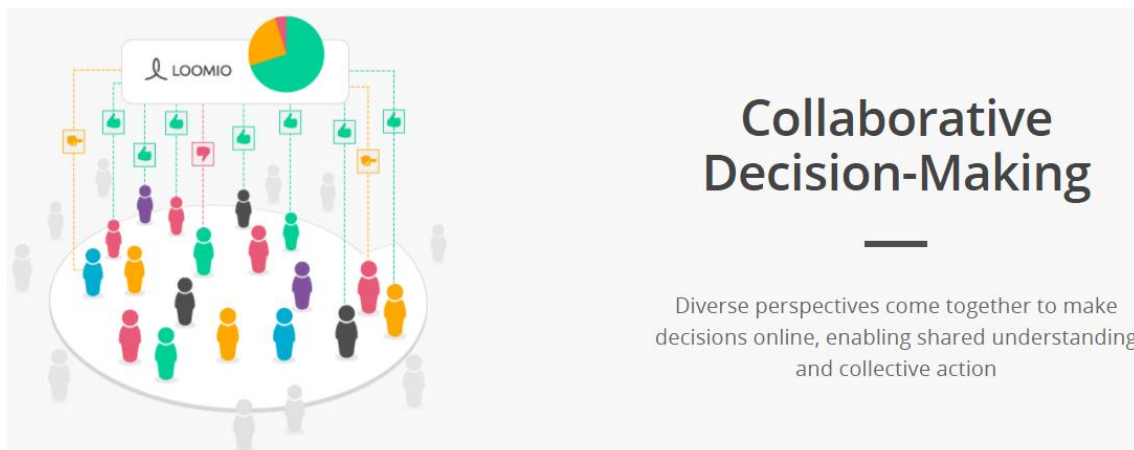 LOOMIO
Collaborative
Decision-Making
Diverse perspectives come together to make
decisions online, enabling shared understanding
and collective action